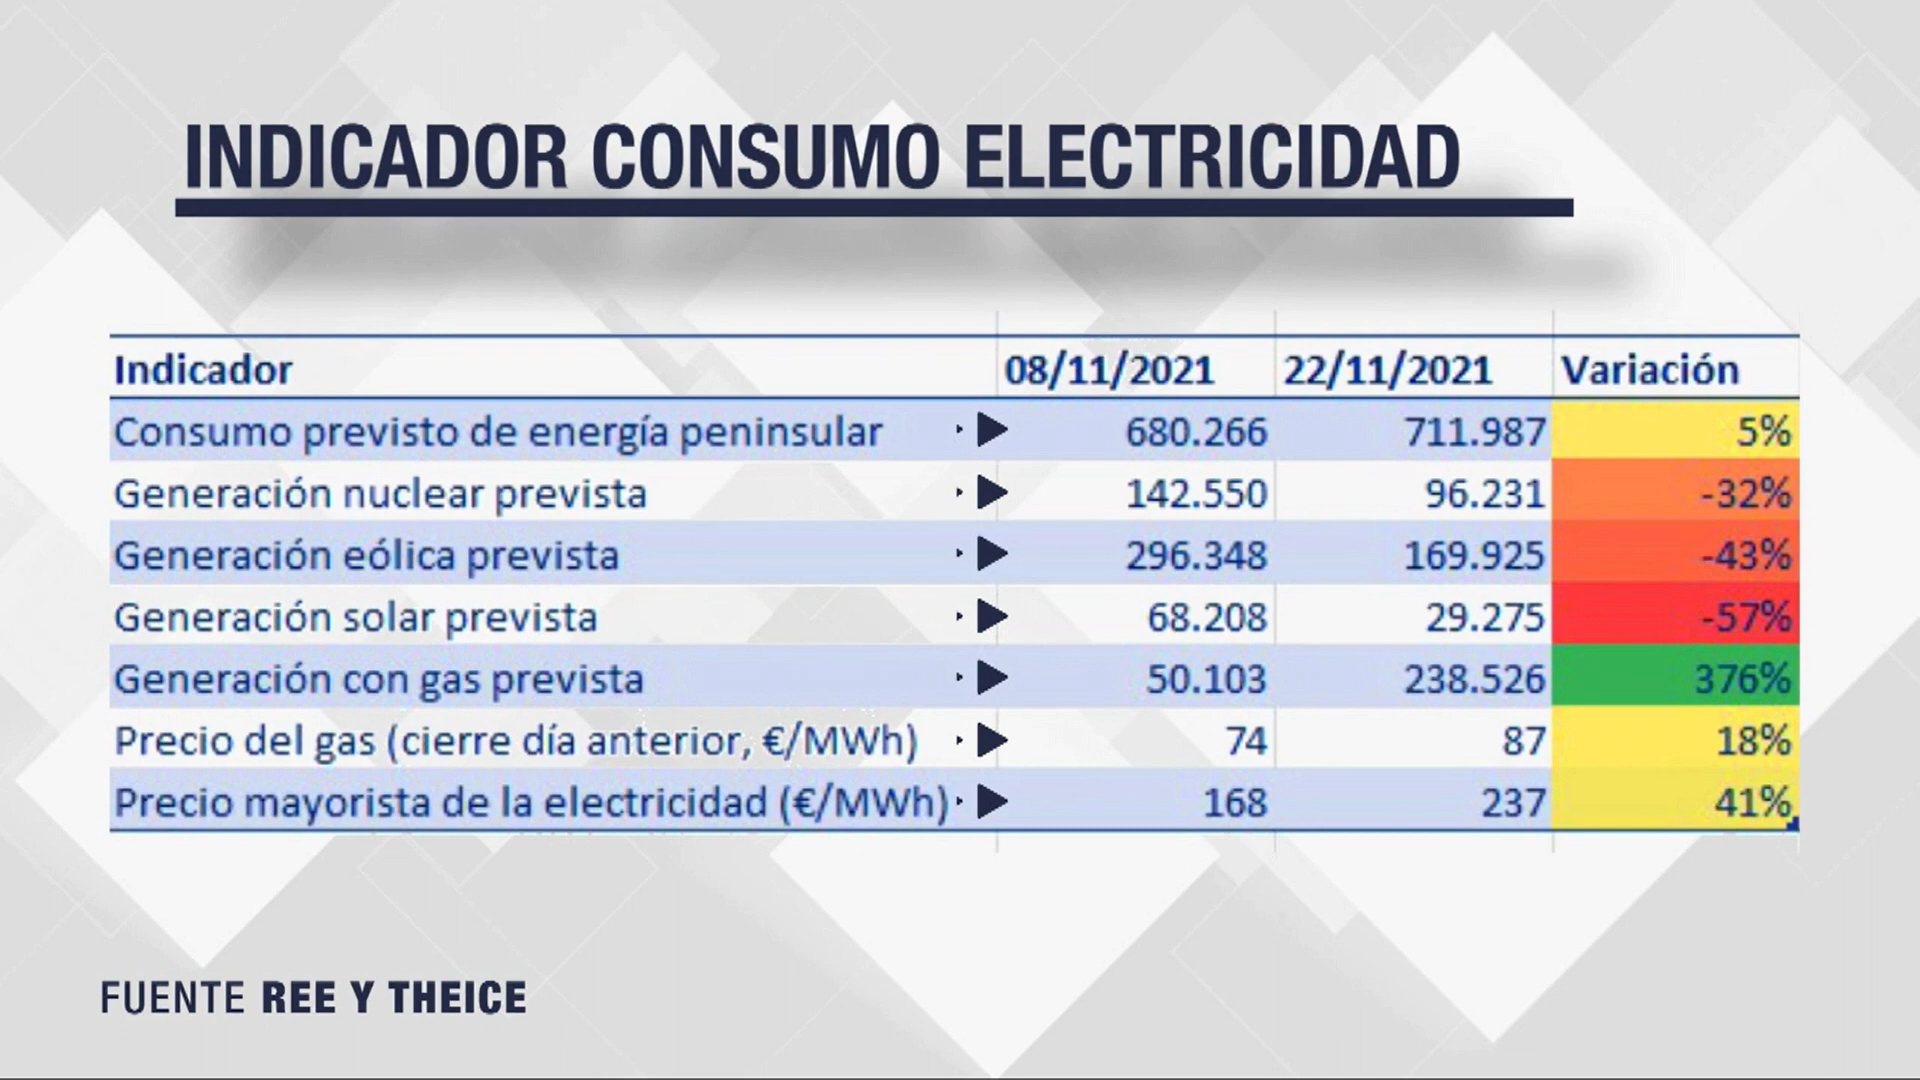 INDICADOR CONSUMO ELECTRICIDAD
Indicador 08/11/2021 22/11/2021 Variación
Consumo previsto de energía peninsular 680.266 711.987 5%
Generación nuclear prevista 142.550 96.231 -32%
Generación eólica prevista 296.348 169.925 -43%
Generación solar prevista 68.208 29.275 -57%
Generación con gas prevista 50.103 238.526 376%
Precio del gas (cierre día anterior, €/MWh) 74 87 18%
Precio mayorista de la electricidad (€/MWh) 168 237 41%
FUENTE REE Y THEICE